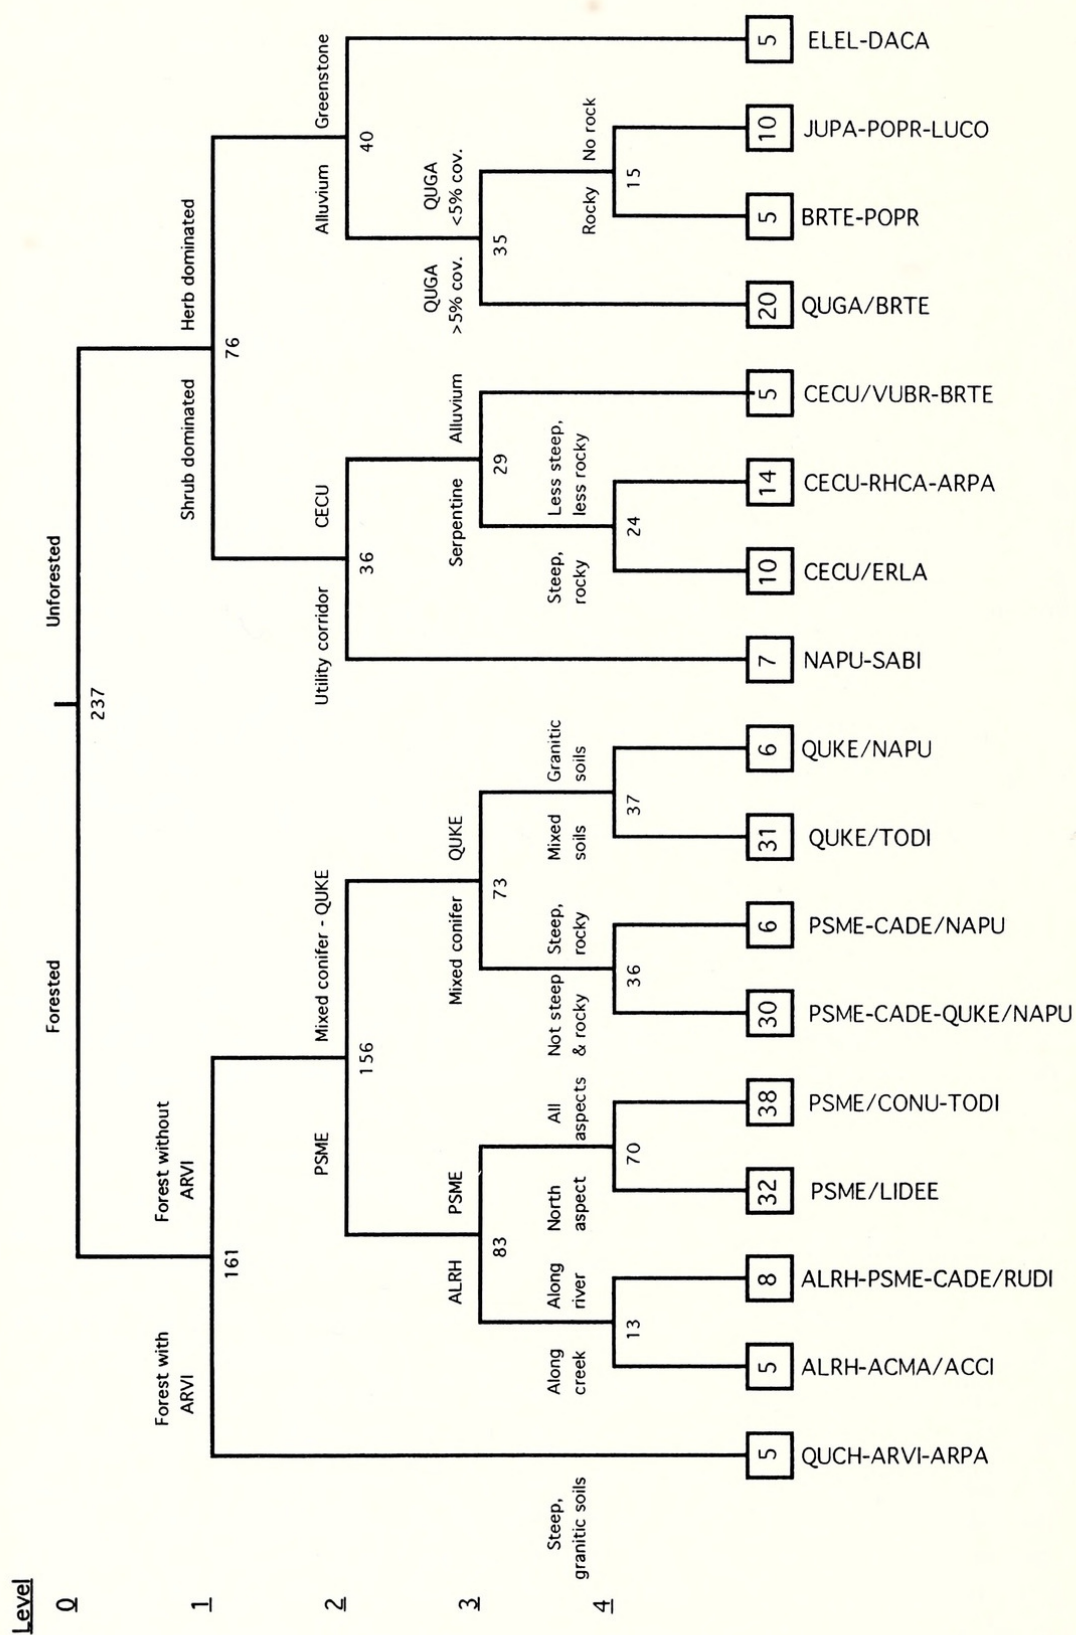 Level
0
1
2
3
4
Forested
Unforested
237
Forest with
ARVI
Forest without
ARVI
Shrub dominated
Herb dominated
161
76
PSME
Mixed conifer - QUKE
Utility corridor
CECU
Alluvium
Greenstone
156
36
40
ALRH
PSME
Mixed conifer
QUKE
Serpentine
Alluvium
QUGA
>5% cov.
QUGA
<5% cov.
83
73
29
35
Steep,
granitic soils
Along
creek
Along
river
North
aspect
All
aspects
Not steep
& rocky
Steep,
rocky
Mixed
soils
Granitic
soils
Steep,
rocky
Less steep,
less rocky
Rocky
No rock
13
70
36
37
24
15
5
5
8
32
38
30
6
31
6
7
10
14
5
20
5
10
5
QUCH-ARVI-ARPA
ALRH-ACMA/ACCI
ALRH-PSME-CADE/RUDI
PSME/LIDEE
PSME/CONU-TODI
PSME-CADE-QUKE/NAPU
PSME-CADE/NAPU
QUKE/TODI
QUKE/NAPU
NAPU-SABI
CECU/ERLA
CECU-RHCA-ARPA
CECU/VUBR-BRTE
QUGA/BRTE
BRTE-POPR
JUPA-POPR-LUCO
ELEL-DACA